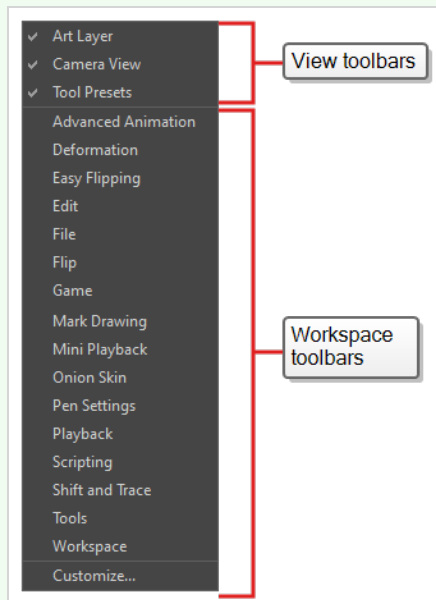 Art Layer
Camera View
Tool Presets
Advanced Animation
Deformation
Easy Flipping
Edit
File
Flip
Game
Mark Drawing
Mini Playback
Onion Skin
Pen Settings
Playback
Scripting
Shift and Trace
Tools
Workspace
Customize...
View toolbars
Workspace
toolbars